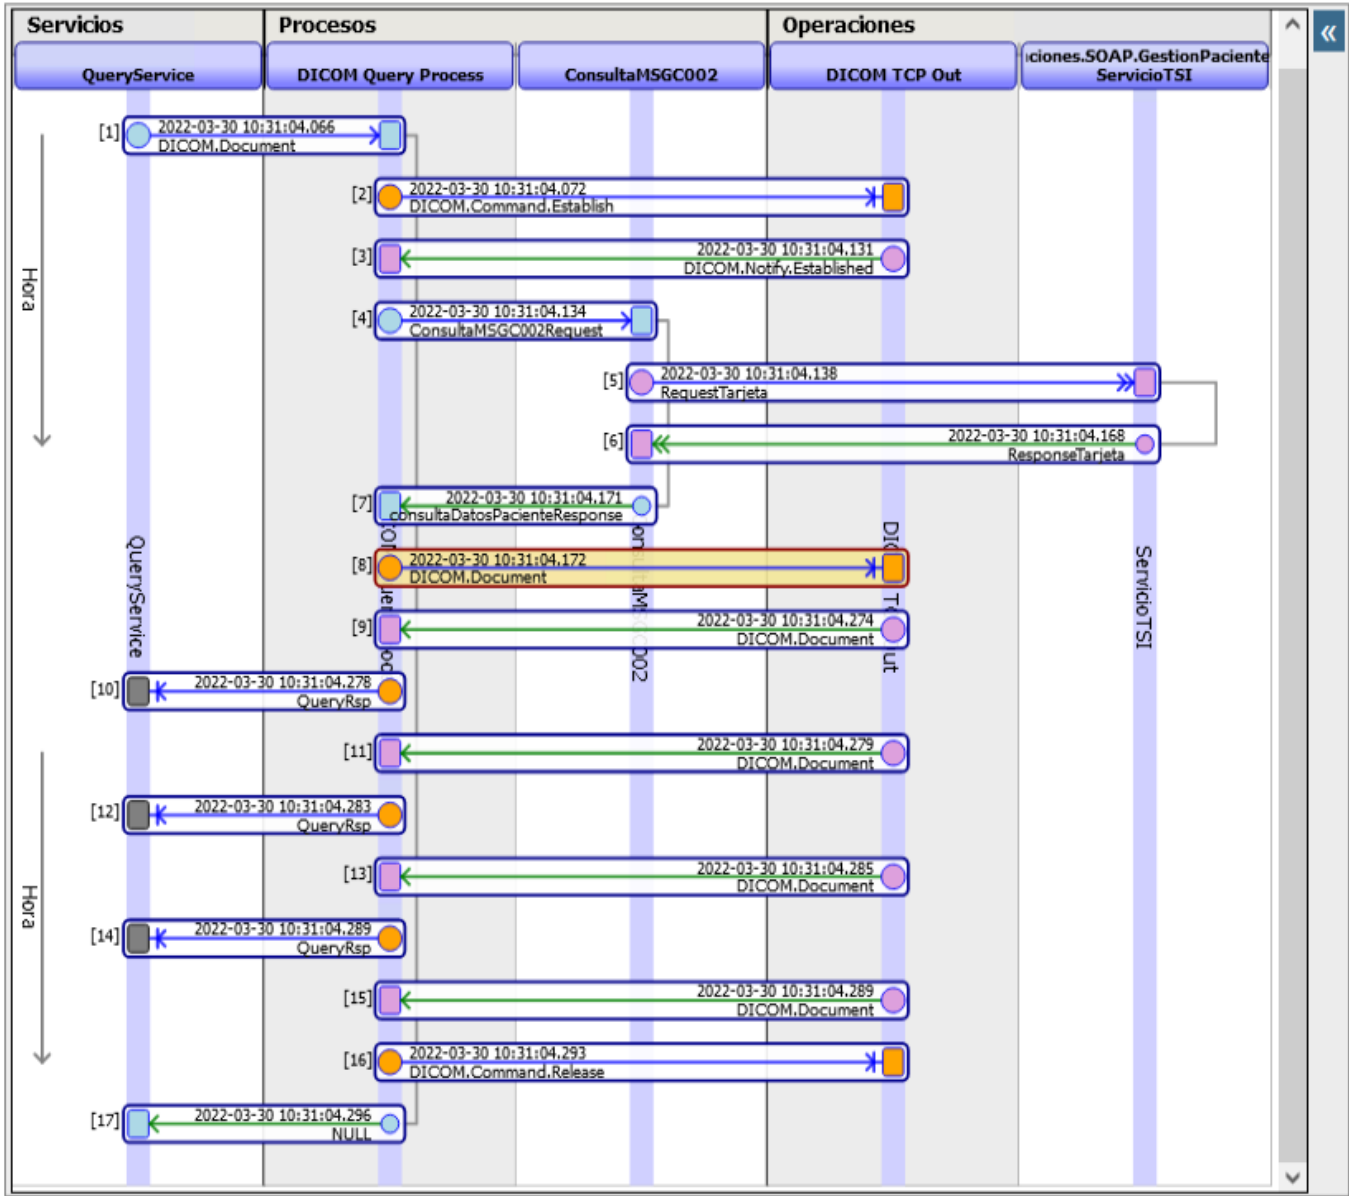 Servicios
Procesos
Operaciones
«
QueryService
DICOM Query Process
ConsultaMSGC002
DICOM TCP Out
ciones.SOAP.GestionPaciente
ServicioTSI
[1]
2022-03-30 10:31:04.066
DICOM.Document
[2]
2022-03-30 10:31:04.072
DICOM.Command.Establish
[3]
2022-03-30 10:31:04.131
DICOM.Notify.Established
Hora
[4]
2022-03-30 10:31:04.134
ConsultaMSGC002Request
[5]
2022-03-30 10:31:04.138
RequestTarjeta
[6]
2022-03-30 10:31:04.168
ResponseTarjeta
[7]
2022-03-30 10:31:04.171
consultaDatosPacienteResponse
QueryService
ServicioTSI
[8]
2022-03-30 10:31:04.172
DICOM.Document
[9]
2022-03-30 10:31:04.274
DICOM.Document
[10]
2022-03-30 10:31:04.278
QueryRsp
[11]
2022-03-30 10:31:04.279
DICOM.Document
[12]
2022-03-30 10:31:04.283
QueryRsp
[13]
2022-03-30 10:31:04.285
DICOM.Document
Hora
[14]
2022-03-30 10:31:04.289
QueryRsp
[15]
2022-03-30 10:31:04.289
DICOM.Document
[16]
2022-03-30 10:31:04.293
DICOM.Command.Release
[17]
2022-03-30 10:31:04.296
NULL